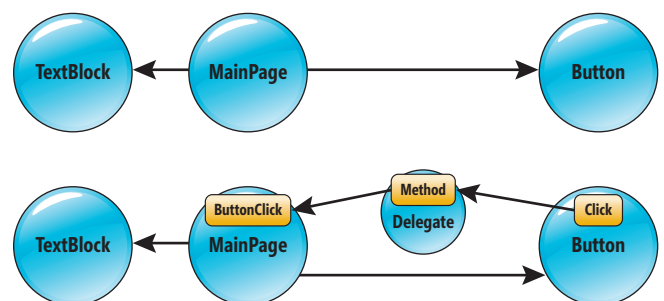 TextBlock
MainPage
Button
ButtonClick
Method
Click
TextBlock
MainPage
Delegate
Button